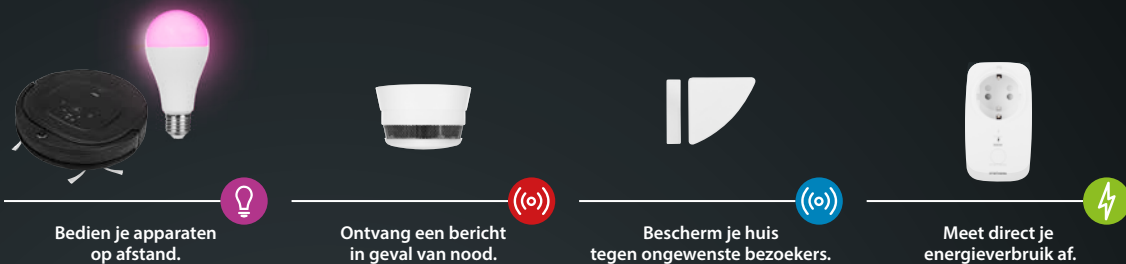 Bedien je apparaten
op afstand.
Ontvang een bericht
in geval van nood.
Bescherm je huis
tegen ongewenste bezoekers.
Meet direct je
energieverbruik af.